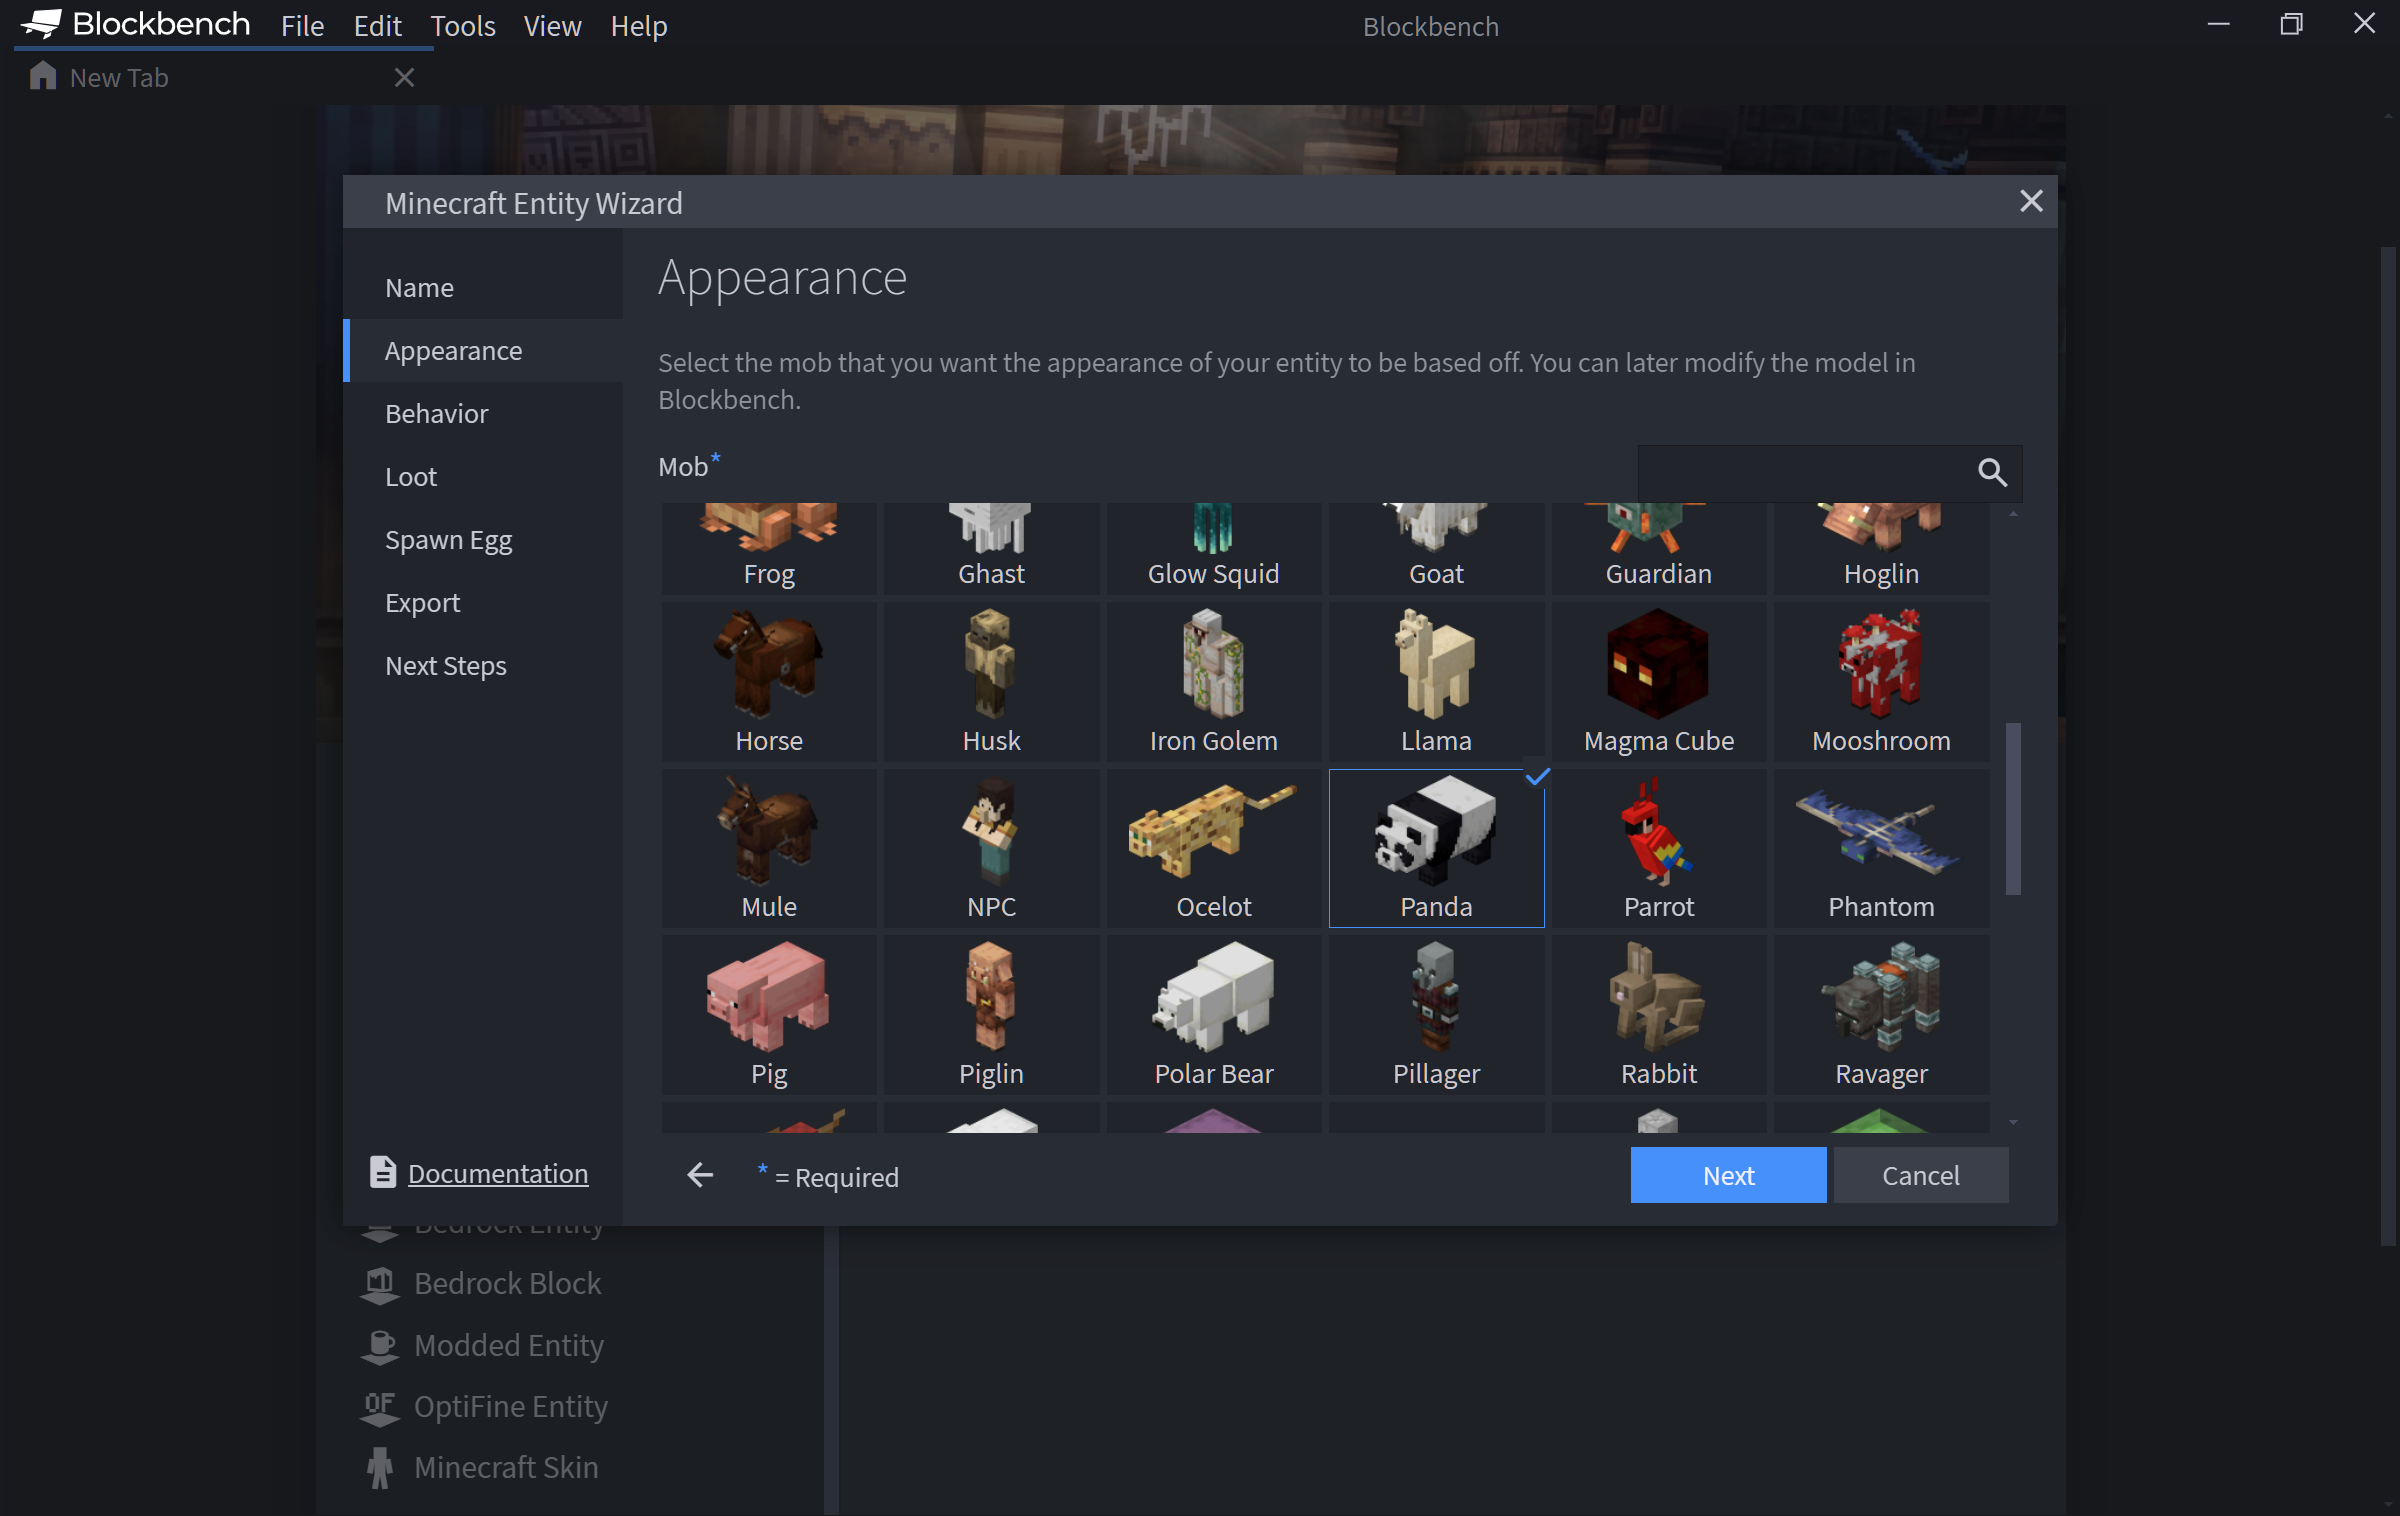 Blockbench File Edit Tools View Help Blockbench
New Tab
Minecraft Entity Wizard
Name
Appearance
Behavior
Loot
Spawn Egg
Export
Next Steps
Documentation
Appearance
Select the mob that you want the appearance of your entity to be based off. You can later modify the model in
Blockbench.
Mob*
Frog Ghast Glow Squid Goat Guardian Hoglin
Horse Husk Iron Golem Llama Magma Cube Mooshroom
Mule NPC Ocelot Panda Parrot Phantom
Pig Piglin Polar Bear Pillager Rabbit Ravager
* = Required
Next Cancel
Bedrock Entity
Bedrock Block
Modded Entity
OF OptiFine Entity
Minecraft Skin